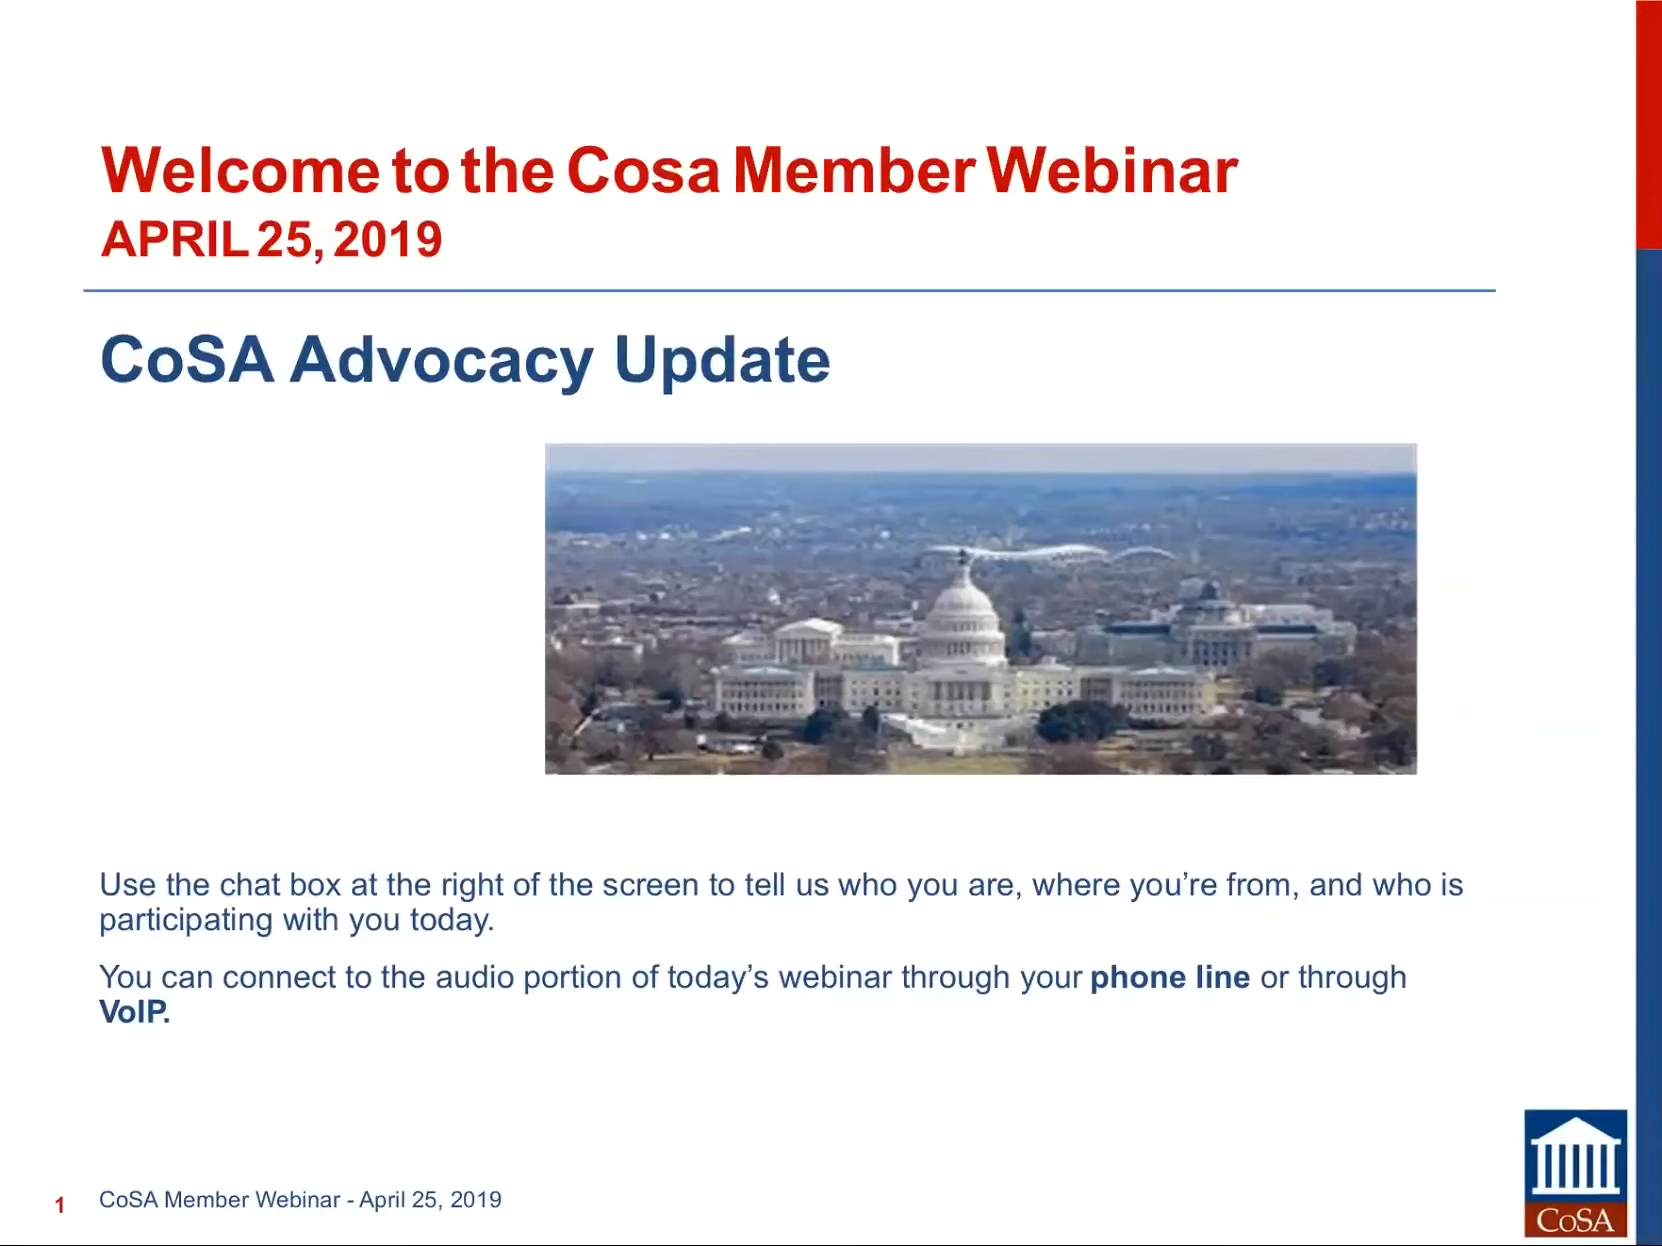 Welcome to the Cosa Member Webinar
APRIL 25, 2019
CoSA Advocacy Update
Use the chat box at the right of the screen to tell us who you are, where you’re from, and who is
participating with you today.
You can connect to the audio portion of today’s webinar through your phone line or through
VoIP.
1 CoSA Member Webinar - April 25, 2019
CoSA